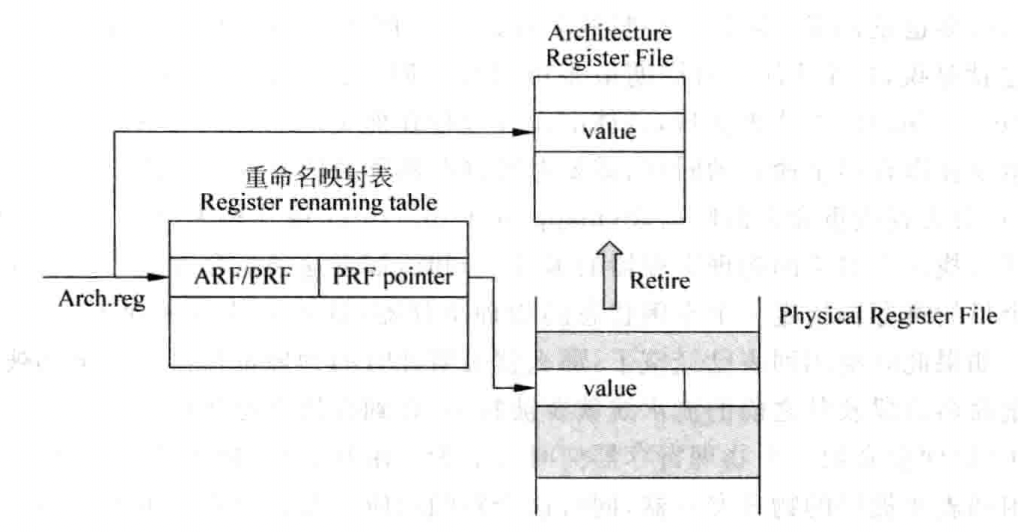 Architecture
Register File
value
重命名映射表
Register renaming table
ARF/PRF
PRF pointer
Arch.reg
Retire
Physical Register File
value